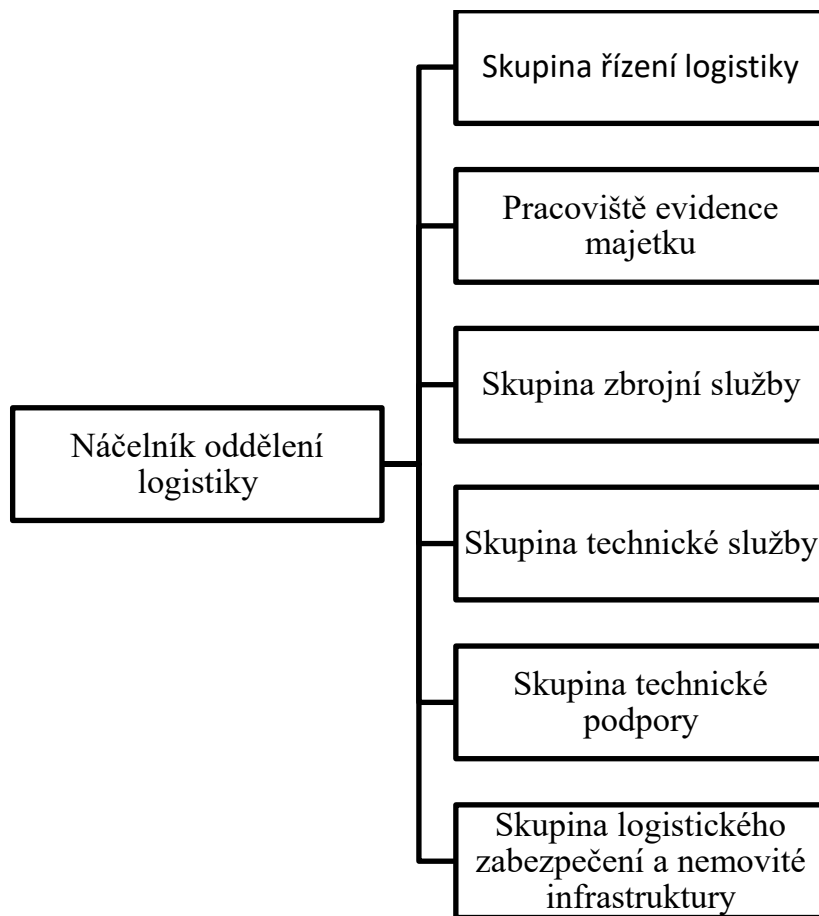 Skupina řízení logistiky
Pracoviště evidence
majetku
Skupina zbrojní služby
Náčelník oddělení
logistiky
Skupina technické služby
Skupina technické
podpory
Skupina logistického
zabezpečení a nemovité
infrastruktury